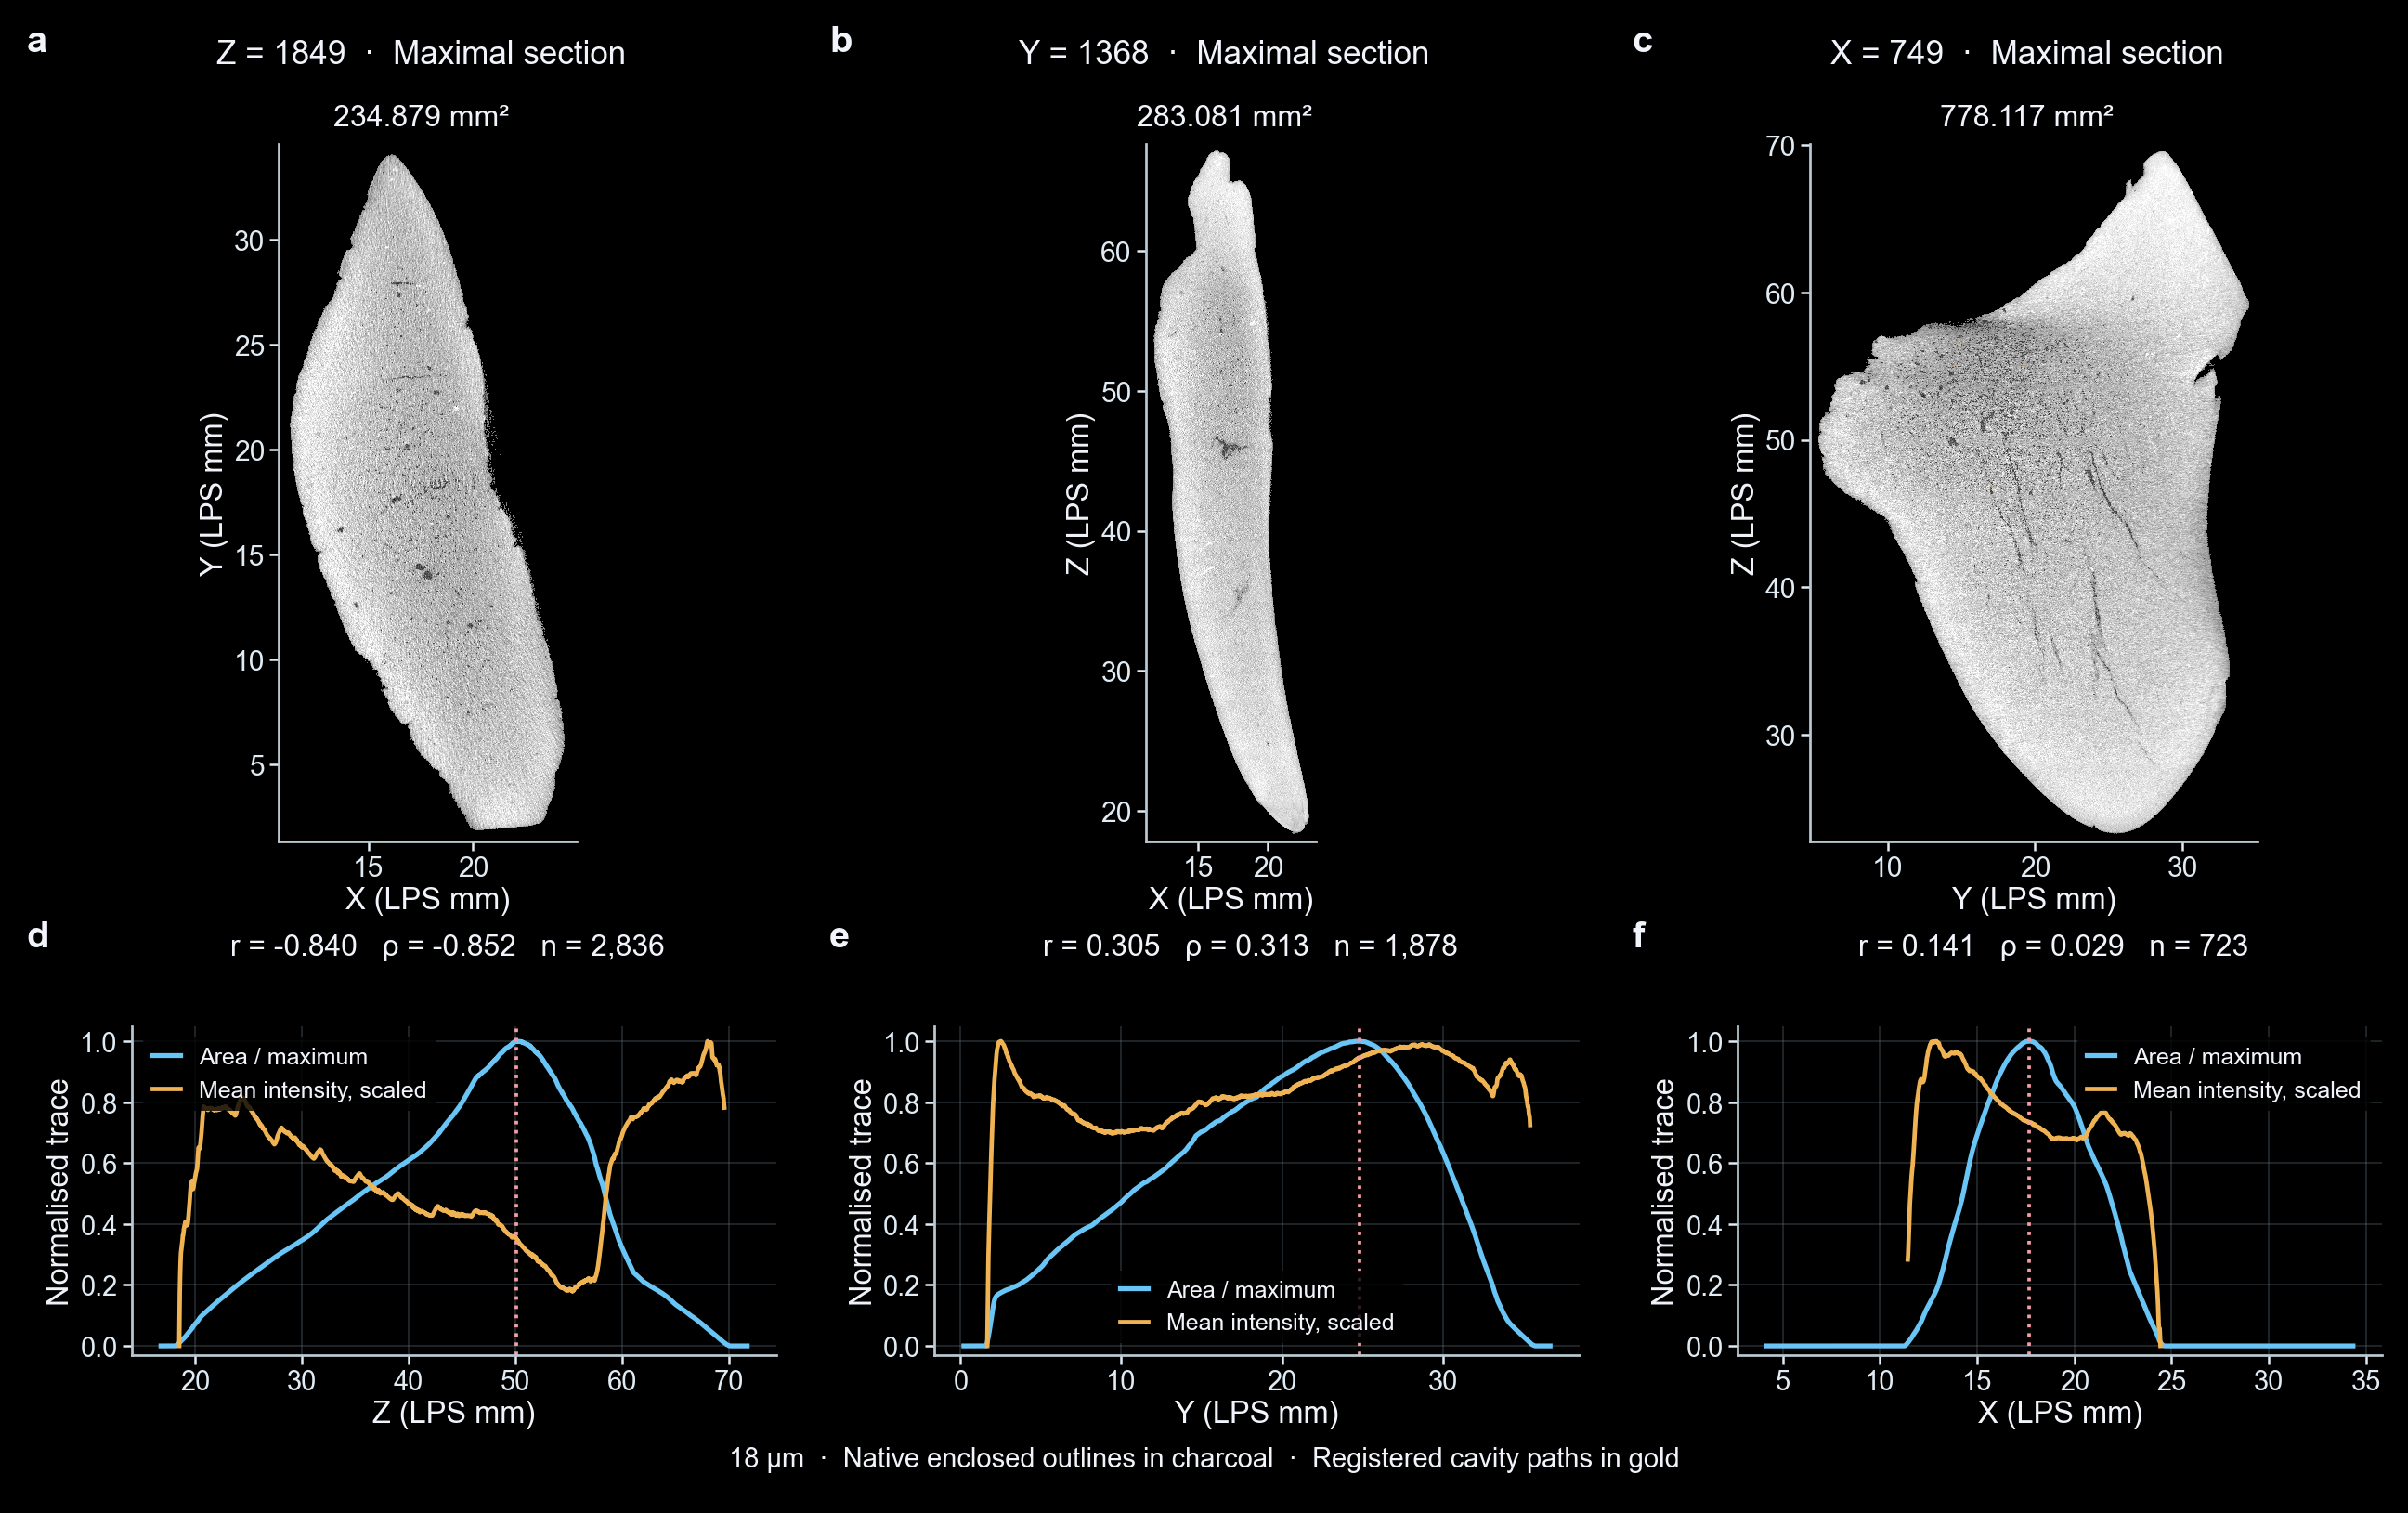 a
Z = 1849 · Maximal section
234.879 mm²
Y (LPS mm)
30
25
20
15
10
5
15 20
X (LPS mm)
b
Y = 1368 · Maximal section
283.081 mm²
Z (LPS mm)
60
50
40
30
20
15 20
X (LPS mm)
c
X = 749 · Maximal section
778.117 mm²
Z (LPS mm)
70
60
50
40
30
10 20 30
Y (LPS mm)
d
r = -0.840 ρ = -0.852 n = 2,836
Normalised trace
1.0
0.8
0.6
0.4
0.2
0.0
Area / maximum
Mean intensity, scaled
20 30 40 50 60 70
Z (LPS mm)
e
r = 0.305 ρ = 0.313 n = 1,878
Normalised trace
1.0
0.8
0.6
0.4
0.2
0.0
Area / maximum
Mean intensity, scaled
0 10 20 30
Y (LPS mm)
f
r = 0.141 ρ = 0.029 n = 723
Normalised trace
1.0
0.8
0.6
0.4
0.2
0.0
Area / maximum
Mean intensity, scaled
5 10 15 20 25 30 35
X (LPS mm)
18 µm · Native enclosed outlines in charcoal · Registered cavity paths in gold